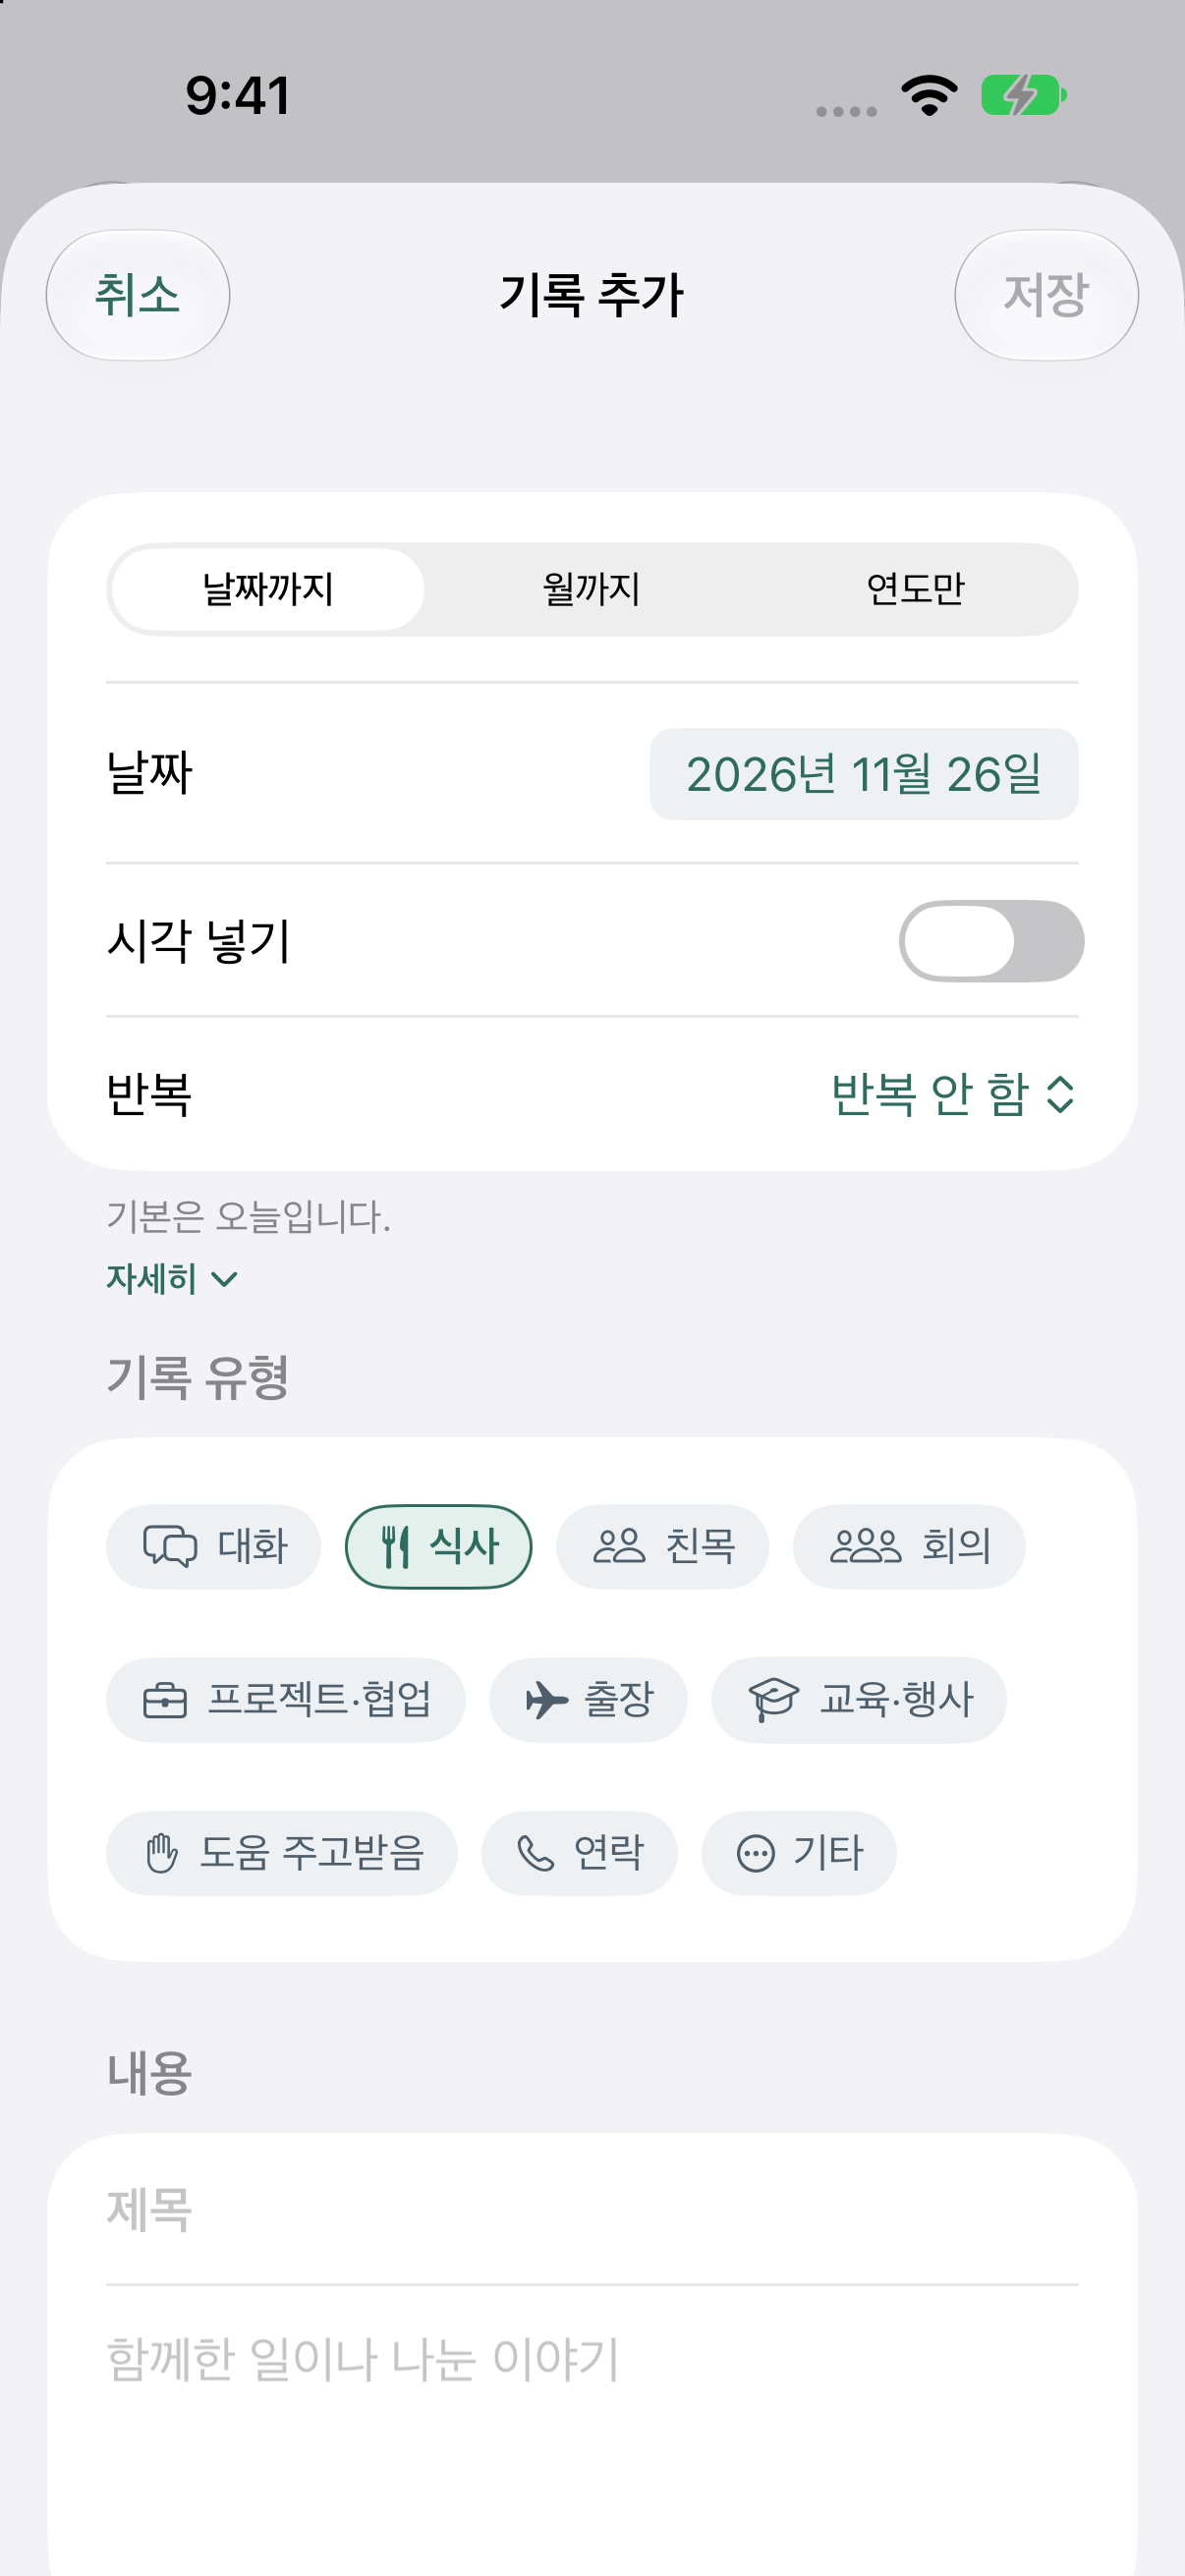 9:41
취소
기록 추가
저장
날짜까지
월까지
연도만
날짜
2026년 11월 26일
시각 넣기
반복
반복 안 함
기본은 오늘입니다.
자세히
기록 유형
대화
식사
친목
회의
프로젝트·협업
출장
교육·행사
도움 주고받음
연락
기타
내용
제목
함께한 일이나 나눈 이야기